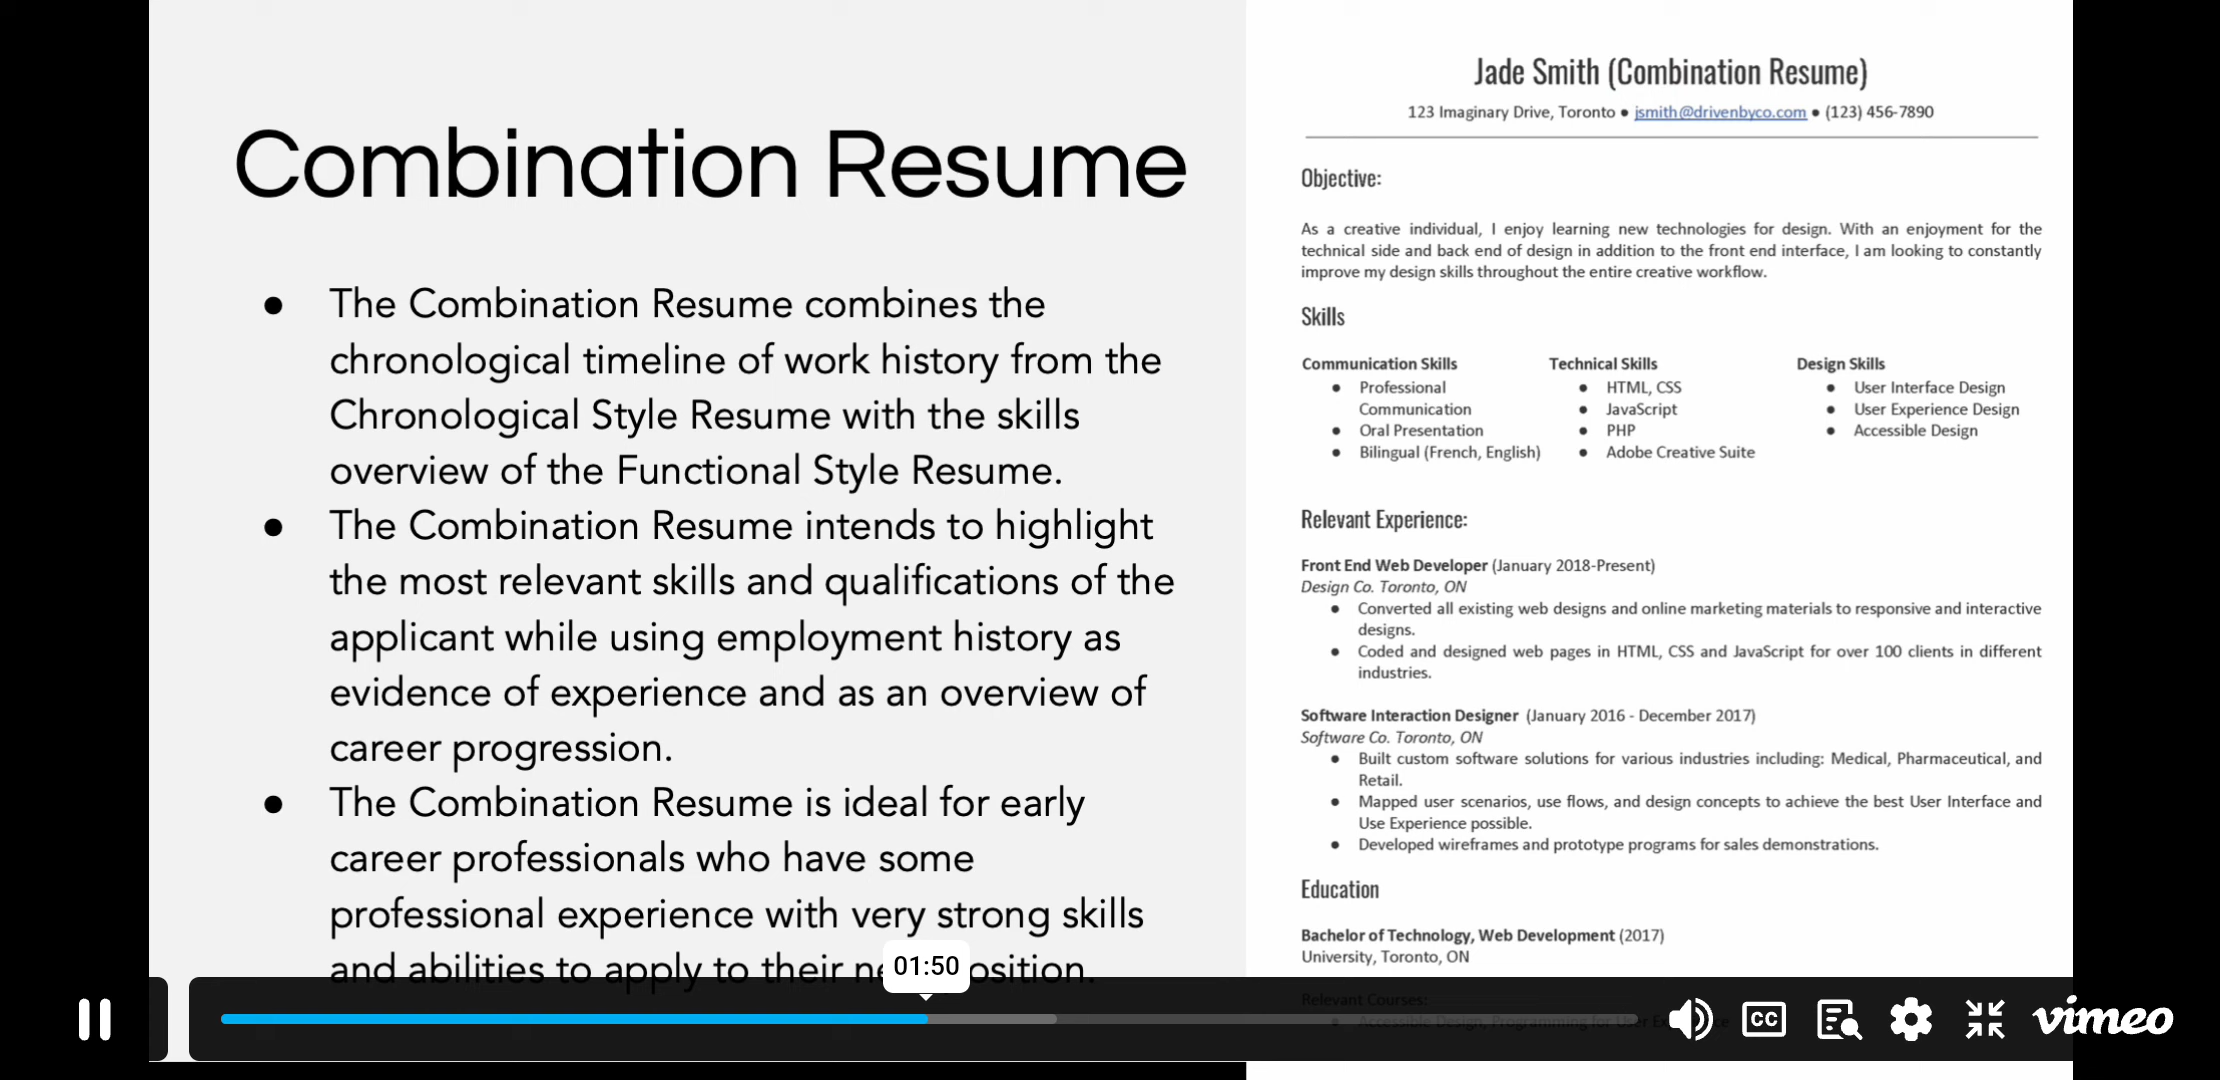 Combination Resume
● The Combination Resume combines the
chronological timeline of work history from the
Chronological Style Resume with the skills
overview of the Functional Style Resume.
● The Combination Resume intends to highlight
the most relevant skills and qualifications of the
applicant while using employment history as
evidence of experience and as an overview of
career progression.
● The Combination Resume is ideal for early
career professionals who have some
professional experience with very strong skills
and abilities to apply to their osition.
Jade Smith (Combination Resume)
123 Imaginary Drive, Toronto ● jsmith@drivenbyco.com ● (123) 456-7890
Objective:
As a creative individual, I enjoy learning new technologies for design. With an enjoyment for the
technical side and back end of design in addition to the front end interface, I am looking to constantly
improve my design skills throughout the entire creative workflow.
Skills
Communication Skills
● Professional
Communication
● Oral Presentation
● Bilingual (French, English)
Technical Skills
● HTML, CSS
● JavaScript
● PHP
● Adobe Creative Suite
Design Skills
● User Interface Design
● User Experience Design
● Accessible Design
Relevant Experience:
Front End Web Developer (January 2018-Present)
Design Co. Toronto, ON
● Converted all existing web designs and online marketing materials to responsive and interactive
designs.
● Coded and designed web pages in HTML, CSS and JavaScript for over 100 clients in different
industries.
Software Interaction Designer (January 2016 - December 2017)
Software Co. Toronto, ON
● Built custom software solutions for various industries including: Medical, Pharmaceutical, and
Retail.
● Mapped user scenarios, use flows, and design concepts to achieve the best User Interface and
Use Experience possible.
● Developed wireframes and prototype programs for sales demonstrations.
Education
Bachelor of Technology, Web Development (2017)
University, Toronto, ON
Relevant Courses:
● Accessible Design, Programming for User
01:50
CC
vimeo